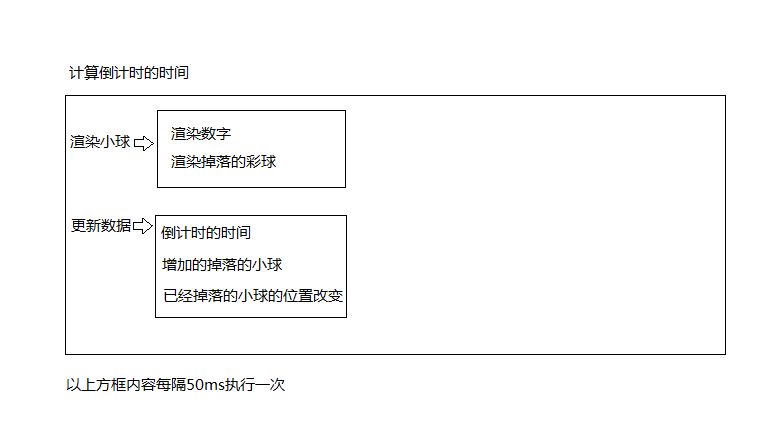 计算倒计时的时间
渲染小球
渲染数字
渲染掉落的彩球
更新数据
倒计时的时间
增加的掉落的小球
已经掉落的小球的位置改变
以上方框内容每隔50ms执行一次